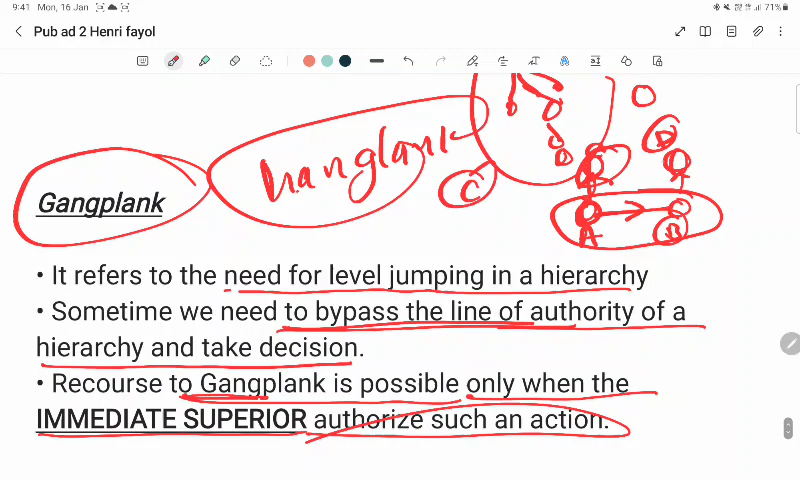 9:41 Mon, 16 Jan
71%
Pub ad 2 Henri fayol
C
D
A
B
Gangplank
• It refers to the need for level jumping in a hierarchy
• Sometime we need to bypass the line of authority of a
hierarchy and take decision.
• Recourse to Gangplank is possible only when the
IMMEDIATE SUPERIOR authorize such an action.